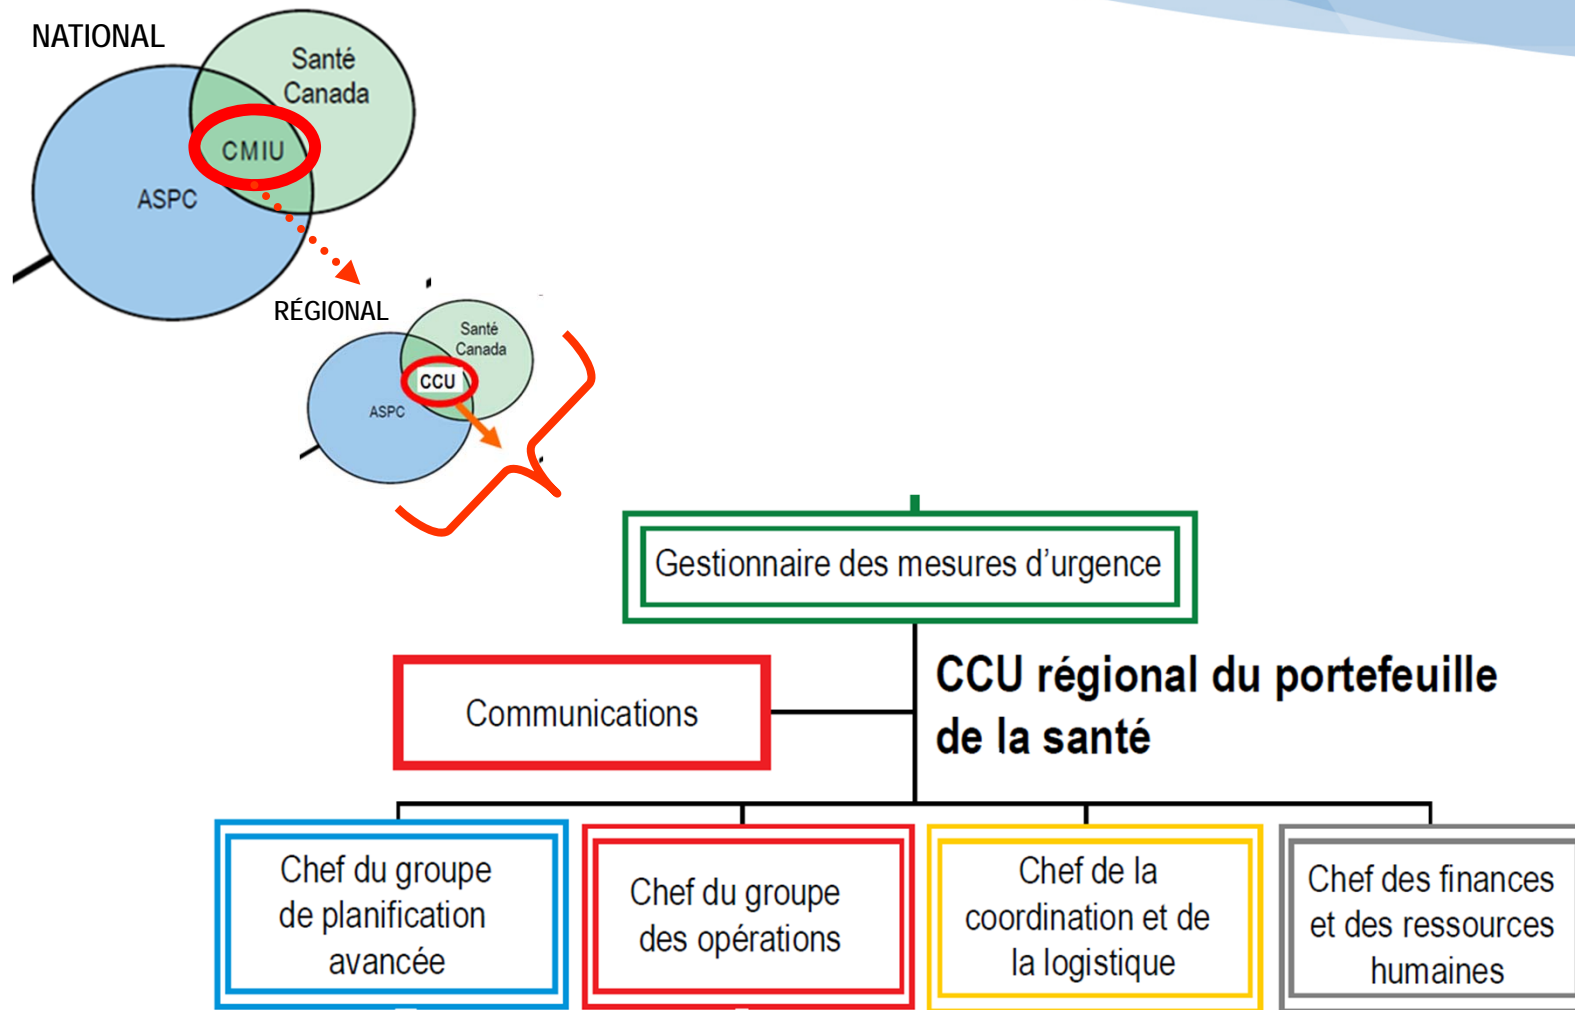 NATIONAL
Santé
Canada
CMIU
ASPC
RÉGIONAL
Santé
Canada
CCU
ASPC
Gestionnaire des mesures d’urgence
CCU régional du portefeuille
de la santé
Communications
Chef du groupe
de planification
avancée
Chef du groupe
des opérations
Chef de la
coordination et de
la logistique
Chef des finances
et des ressources
humaines